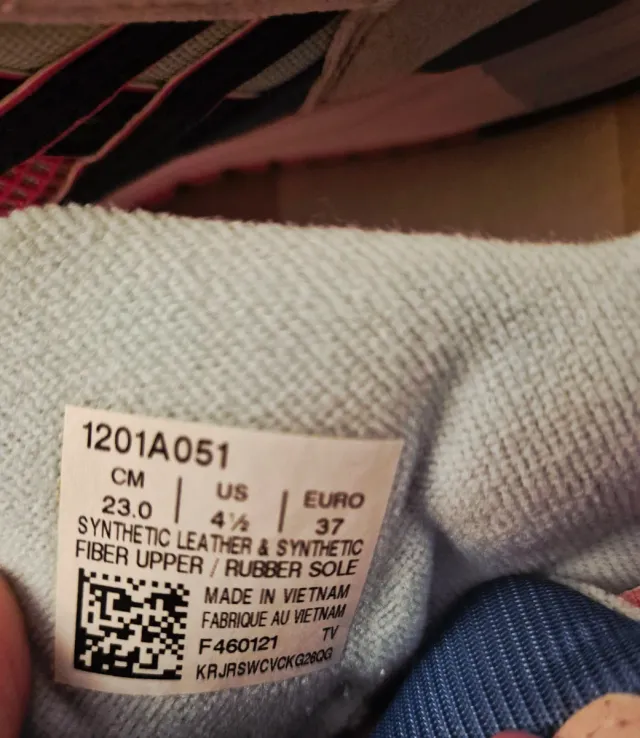 1201A051
CM | US | EURO
23.0 | 4½ | 37
SYNTHETIC LEATHER & SYNTHETIC
FIBER UPPER / RUBBER SOLE
MADE IN VIETNAM
FABRIQUE AU VIETNAM
F460121 TV
KRJRSWCVCKG26QG